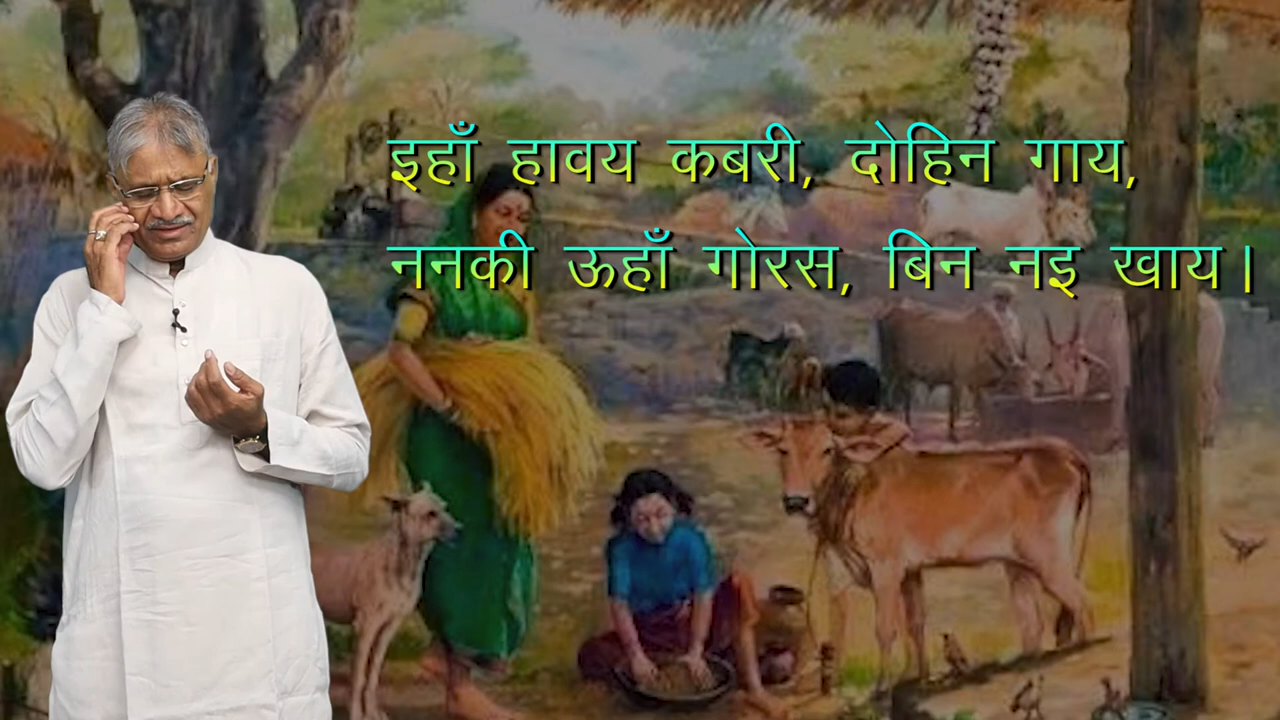 इहाँ हावय कबरी, दोहिन गाय,
ननकी ऊहाँ गोरस, बिन नइ खाय।